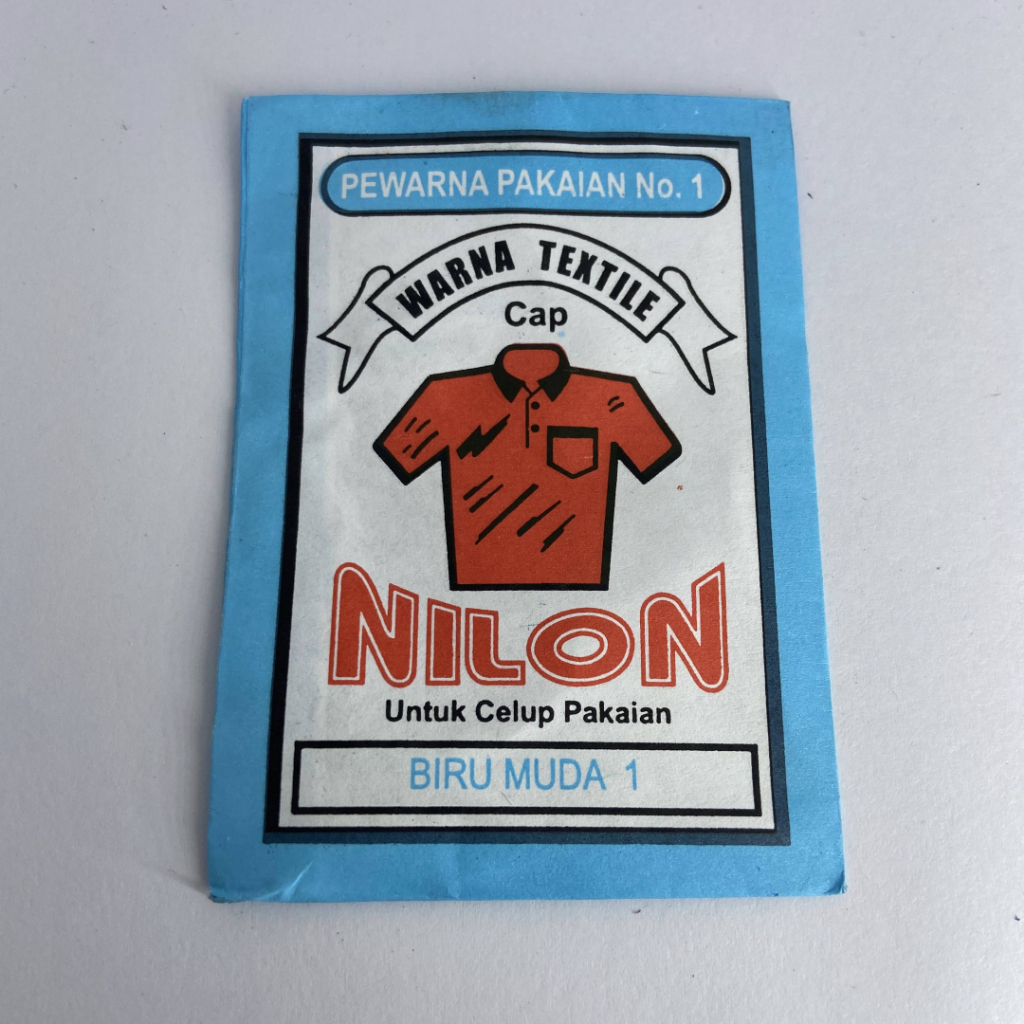 PEWARNA PAKAIAN No. 1
WARNA TEXTILE
Cap
NILON
Untuk Celup Pakaian
BIRU MUDA 1